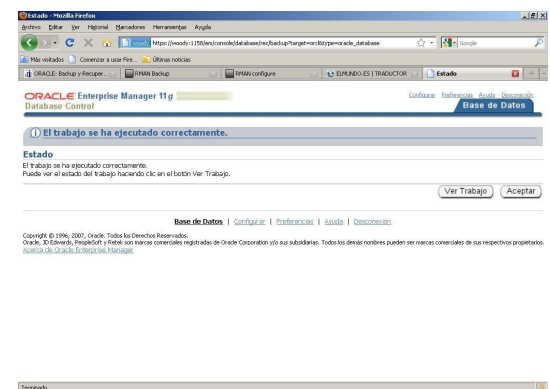 Estado - Mozilla Firefox
Archivo Editar Ver Historial Marcadores Herramientas Ayuda
woody https://woody:1158/em/console/database/rec/backup?target=orcl&type=oracle_database
Google
Más visitados Comenzar a usar Fire... Últimas noticias
ORACLE: Backup y Recuper... RMAN Backup RMAN configure ELMUNDO.ES | TRADUCTOR Estado
ORACLE Enterprise Manager 11g
Database Control
Configurar Preferencias Ayuda Desconexión
Base de Datos
El trabajo se ha ejecutado correctamente.
Estado
El trabajo se ha ejecutado correctamente.
Puede ver el estado del trabajo haciendo clic en el botón Ver Trabajo.
Ver Trabajo Aceptar
Base de Datos | Configurar | Preferencias | Ayuda | Desconexión
Copyright © 1996, 2007, Oracle. Todos los Derechos Reservados.
Oracle, JD Edwards, PeopleSoft y Retek son marcas comerciales registradas de Oracle Corporation y/o sus subsidiarias. Todos los demás nombres pueden ser marcas comerciales de sus respectivos propietarios.
Acerca de Oracle Enterprise Manager
Terminado